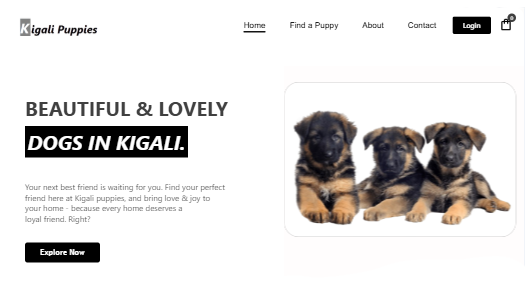 Kigali Puppies
Home Find a Puppy About Contact Login
BEAUTIFUL & LOVELY
DOGS IN KIGALI.
Your next best friend is waiting for you. Find your perfect
friend here at Kigali puppies, and bring love & joy to
your home - because every home deserves a
loyal friend. Right?
Explore Now